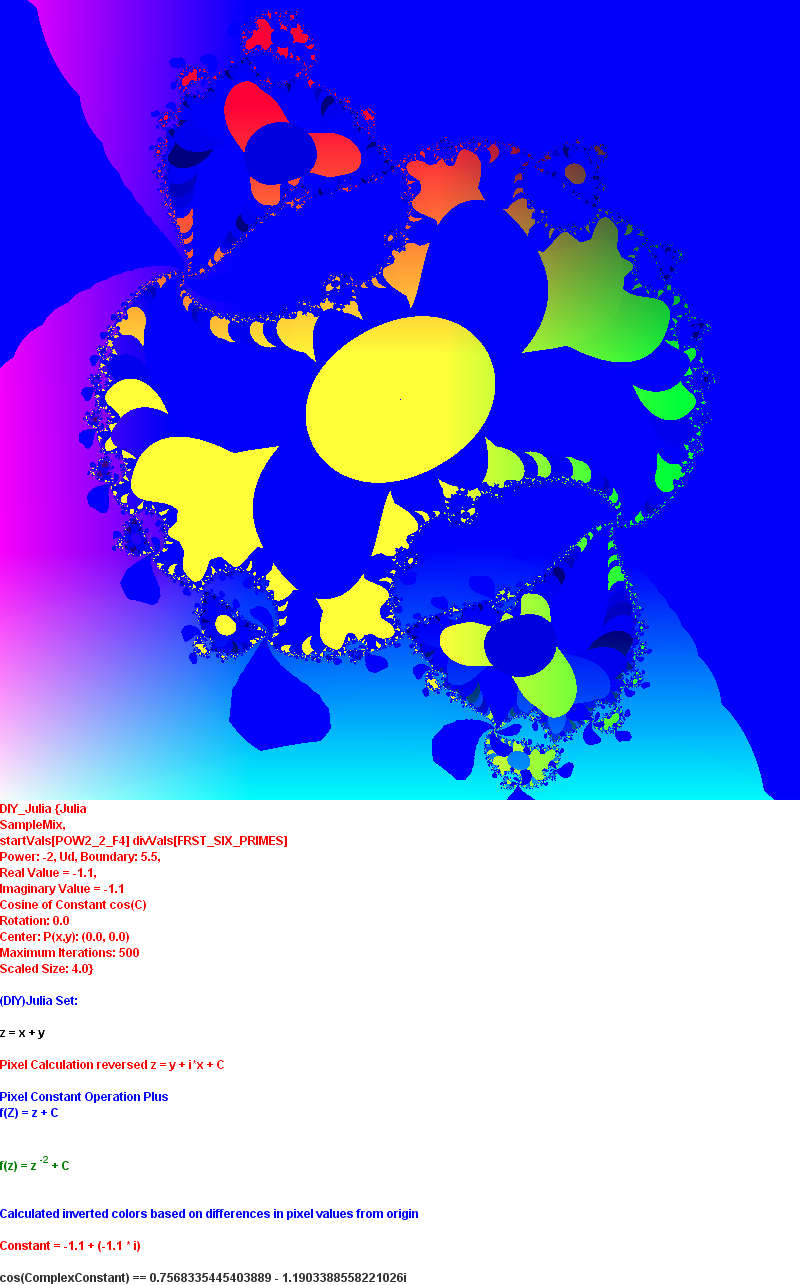 DIY_Julia {Julia
SampleMix,
startVals[POW2_2_F4] divVals[FRST_SIX_PRIMES]
Power: -2, Ud, Boundary: 5.5,
Real Value = -1.1,
Imaginary Value = -1.1
Cosine of Constant cos(C)
Rotation: 0.0
Center: P(x,y): (0.0, 0.0)
Maximum Iterations: 500
Scaled Size: 4.0}
(DIY)Julia Set:
z = x + y
Pixel Calculation reversed z = y + i*x + C
Pixel Constant Operation Plus
f(Z) = z + C
f(z) = z -2 + C
Calculated inverted colors based on differences in pixel values from origin
Constant = -1.1 + (-1.1 * i)
cos(ComplexConstant) == 0.7568335445403889 - 1.1903388558221026i